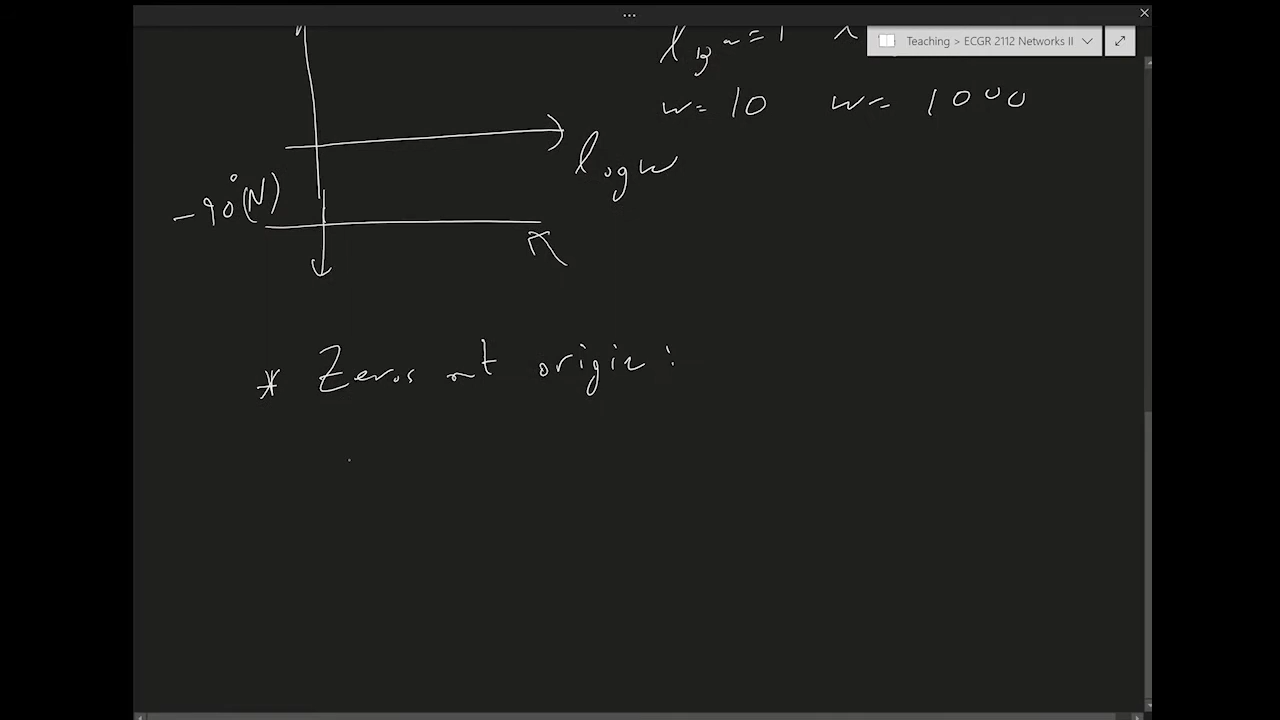 Teaching > ECGR 2112 Networks II
w= 10 w= 1000
log w
-90°(N)
* Zeros at origin: